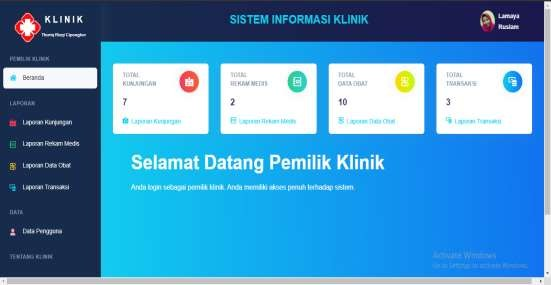 KLINIK
SISTEM INFORMASI KLINIK
Lamaya
Ruslam
PEMILIK KLINIK
Beranda
LAPORAN
Laporan Kunjungan
Laporan Rekam Medis
Laporan Data Obat
Laporan Transaksi
DATA
Data Pengguna
TENTANG KLINIK
TOTAL
KUNJUNGAN
7
Laporan Kunjungan
TOTAL
REKAM MEDIS
2
Laporan Rekam Medis
TOTAL
DATA OBAT
10
Laporan Data Obat
TOTAL
TRANSAKSI
3
Laporan Transaksi
Selamat Datang Pemilik Klinik
Anda login sebagai pemilik klinik. Anda memiliki akses penuh terhadap sistem.
Activate Windows
Go to Settings to activate Windows.